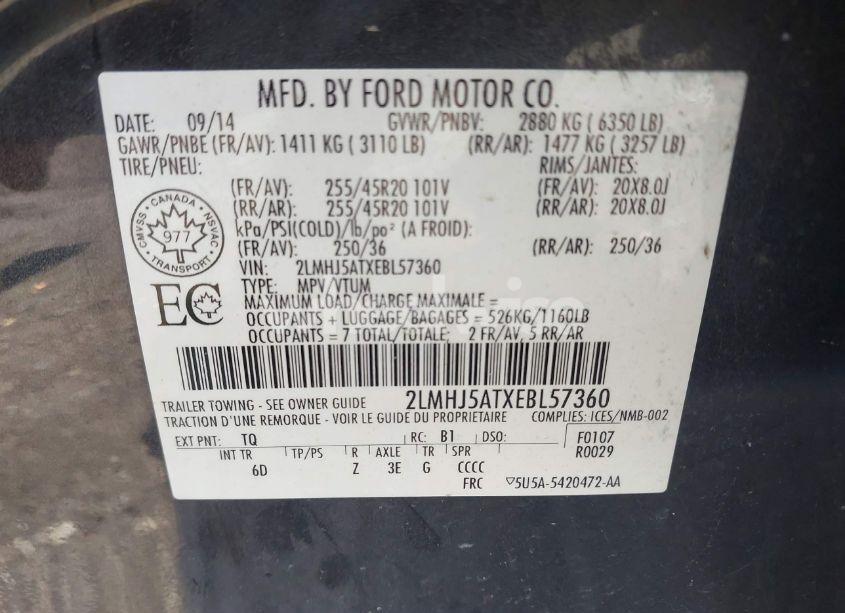 MFD. BY FORD MOTOR CO.
DATE: 09/14 GVWR/PNBV: 2880 KG ( 6350 LB)
GAWR/PNBE (FR/AV): 1411 KG ( 3110 LB) (RR/AR): 1477 KG ( 3257 LB)
TIRE/PNEU: RIMS/JANTES:
(FR/AV): 255/45R20 101V (FR/AV): 20X8.0J
(RR/AR): 255/45R20 101V (RR/AR): 20X8.0J
kPa/PSI(COLD)/lb/po² (A FROID):
(FR/AV): 250/36 (RR/AR): 250/36
CANADA
CMVSS NSVAC
977
TRANSPORT
VIN: 2LMHJ5ATXEBL57360
TYPE: MPV/VTUM
EC
MAXIMUM LOAD/CHARGE MAXIMALE =
OCCUPANTS + LUGGAGE/BAGAGES = 526KG/1160LB
OCCUPANTS = 7 TOTAL/TOTALE; 2 FR/AV, 5 RR/AR
2LMHJ5ATXEBL57360
TRAILER TOWING - SEE OWNER GUIDE
TRACTION D'UNE REMORQUE - VOIR LE GUIDE DU PROPRIETAIRE COMPLIES: ICES/NMB-002
EXT PNT: TQ RC: B1 DSO: F0107
INT TR TP/PS R AXLE TR SPR R0029
6D Z 3E G CCCC
FRC 5U5A-5420472-AA